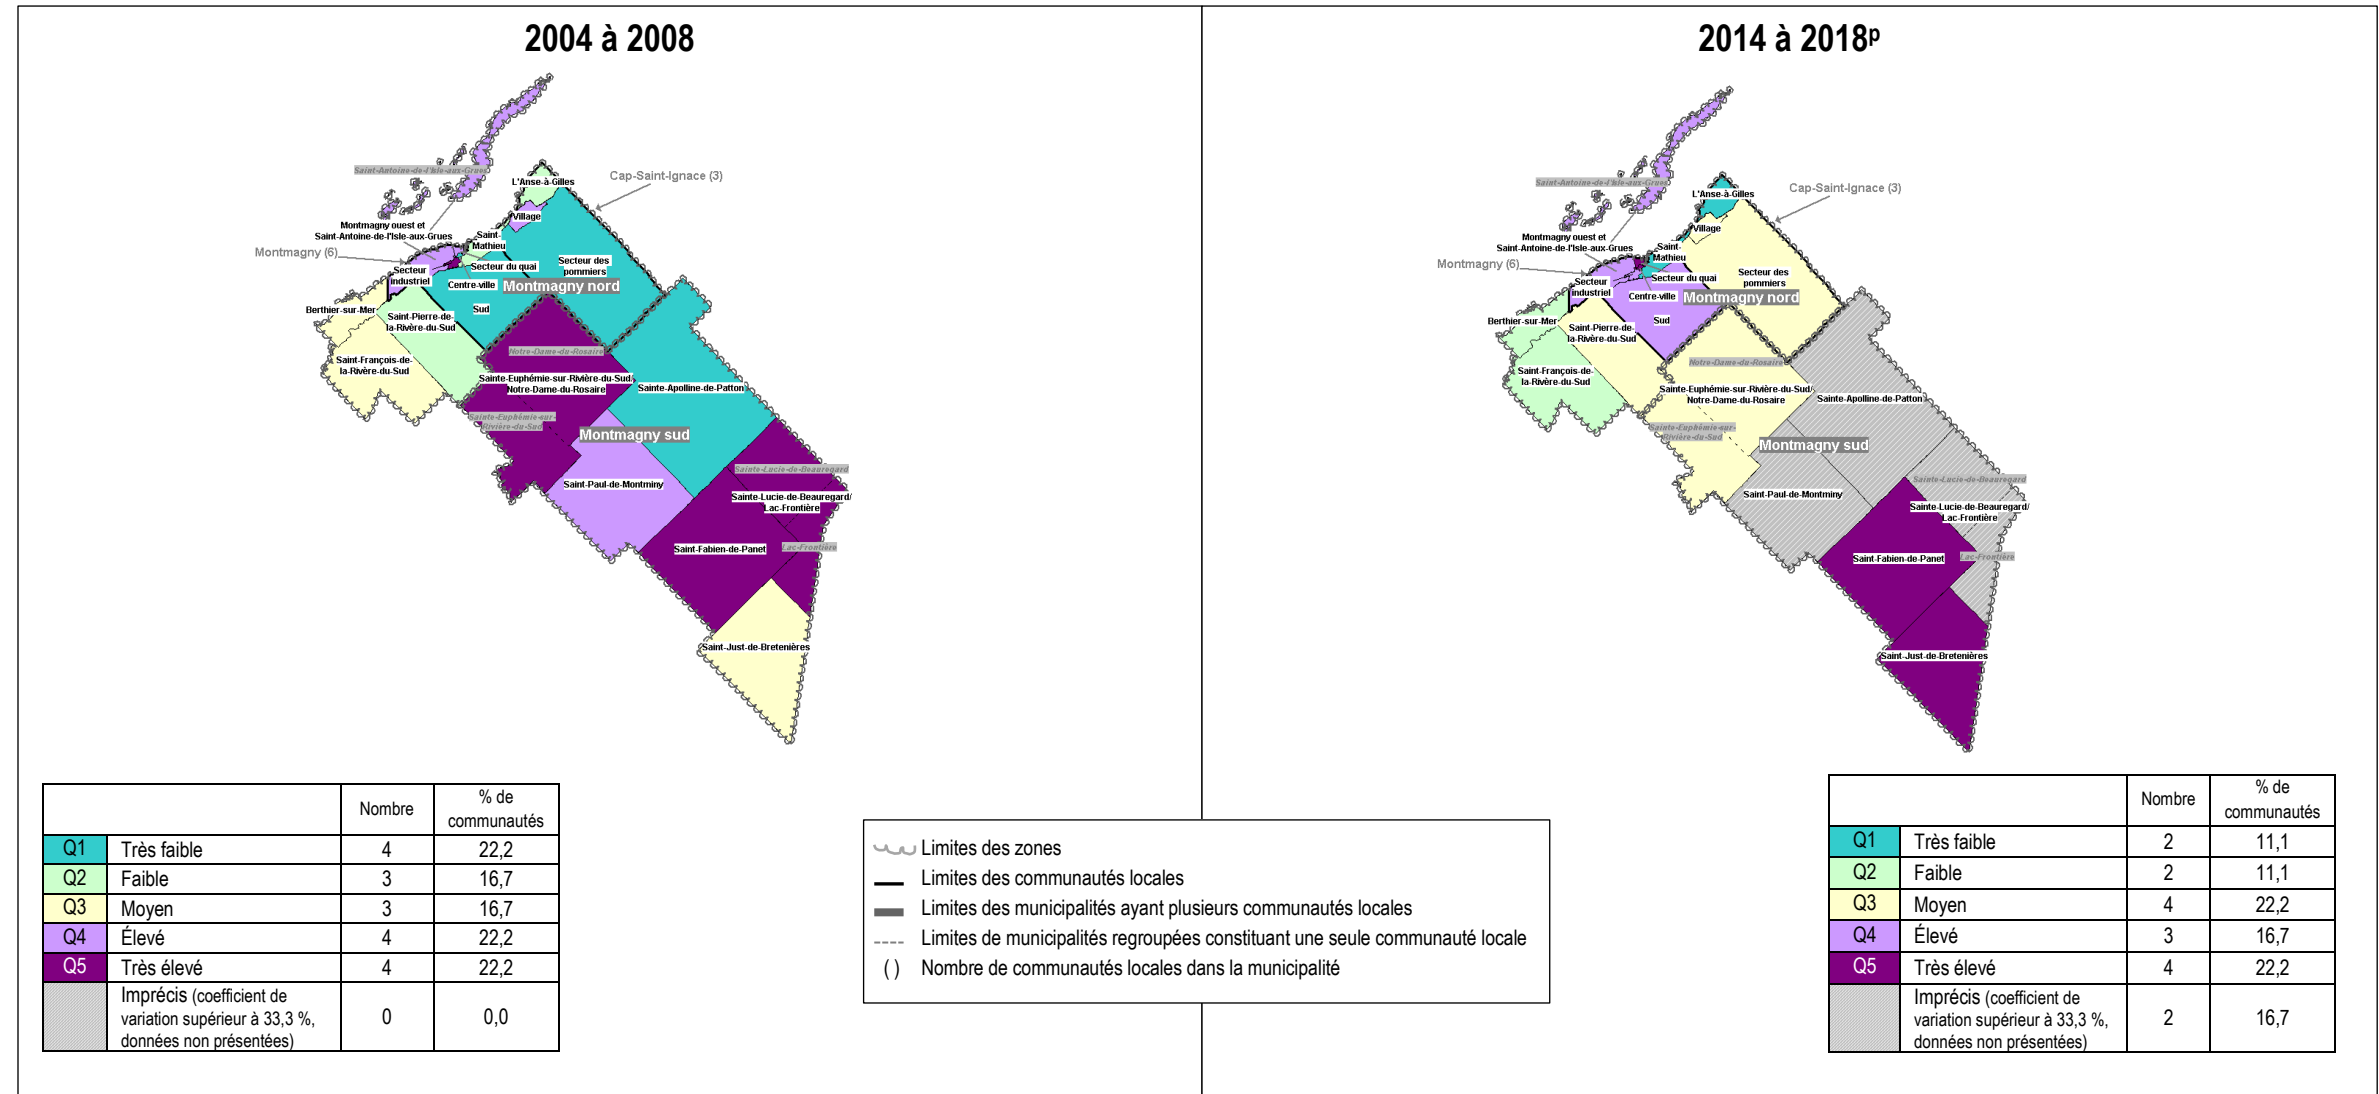 2004 à 2008
Saint-Antoine-de-l'Isle-aux-Grues
L'Anse-à-Gilles
Cap-Saint-Ignace (3)
Village
Montmagny ouest et
Saint-Antoine-de-l'Isle-aux-Grues
Saint-
Mathieu
Montmagny (6)
Secteur du quai
Secteur des
pommiers
Secteur
industriel
Centre-ville
Montmagny nord
Berthier-sur-Mer
Sud
Saint-Pierre-de-
la-Rivière-du-Sud
Notre-Dame-du-Rosaire
Saint-François-de-
la-Rivière-du-Sud
Sainte-Euphémie-sur-Rivière-du-Sud/
Notre-Dame-du-Rosaire
Sainte-Apolline-de-Patton
Sainte-Euphémie-sur-
Rivière-du-Sud
Montmagny sud
Sainte-Lucie-de-Beauregard
Saint-Paul-de-Montminy
Sainte-Lucie-de-Beauregard/
Lac-Frontière
Saint-Fabien-de-Panet
Lac-Frontière
Saint-Just-de-Bretenières
Nombre
% de
communautés
Q1 Très faible 4 22,2
Q2 Faible 3 16,7
Q3 Moyen 3 16,7
Q4 Élevé 4 22,2
Q5 Très élevé 4 22,2
Imprécis (coefficient de
variation supérieur à 33,3 %,
données non présentées)
0 0,0
Limites des zones
Limites des communautés locales
Limites des municipalités ayant plusieurs communautés locales
Limites de municipalités regroupées constituant une seule communauté locale
( ) Nombre de communautés locales dans la municipalité
2014 à 2018ᵖ
Saint-Antoine-de-l'Isle-aux-Grues
L'Anse-à-Gilles
Cap-Saint-Ignace (3)
Village
Montmagny ouest et
Saint-Antoine-de-l'Isle-aux-Grues
Saint-
Mathieu
Montmagny (6)
Secteur du quai
Secteur des
pommiers
Secteur
industriel
Centre-ville
Montmagny nord
Berthier-sur-Mer
Sud
Saint-Pierre-de-
la-Rivière-du-Sud
Notre-Dame-du-Rosaire
Saint-François-de-
la-Rivière-du-Sud
Sainte-Euphémie-sur-Rivière-du-Sud/
Notre-Dame-du-Rosaire
Sainte-Apolline-de-Patton
Sainte-Euphémie-sur-
Rivière-du-Sud
Montmagny sud
Sainte-Lucie-de-Beauregard
Saint-Paul-de-Montminy
Sainte-Lucie-de-Beauregard/
Lac-Frontière
Saint-Fabien-de-Panet
Lac-Frontière
Saint-Just-de-Bretenières
Nombre
% de
communautés
Q1 Très faible 2 11,1
Q2 Faible 2 11,1
Q3 Moyen 4 22,2
Q4 Élevé 3 16,7
Q5 Très élevé 4 22,2
Imprécis (coefficient de
variation supérieur à 33,3 %,
données non présentées)
2 16,7